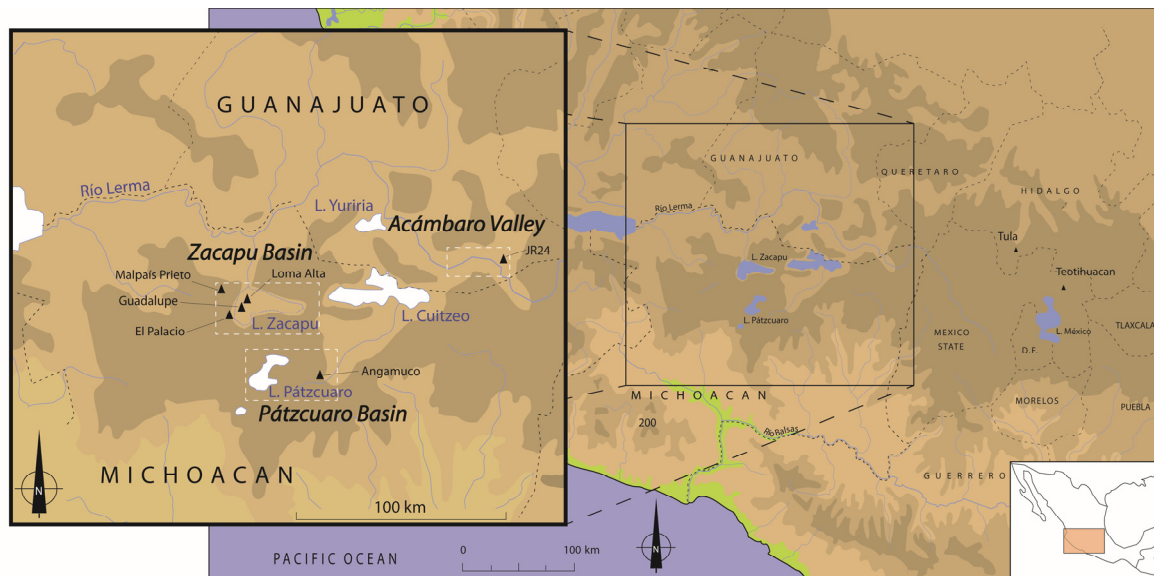 GUANAJUATO
Río Lerma
L. Yuriria
Acámbaro Valley
JR24
Zacapu Basin
Malpaís Prieto
Loma Alta
Guadalupe
El Palacio
L. Zacapu
L. Cuitzeo
Angamuco
L. Pátzcuaro
Pátzcuaro Basin
MICHOACAN
N
100 km
GUANAJUATO
QUERETARO
HIDALGO
Río Lerma
Tula
L. Zacapu
Teotihuacan
L. Pátzcuaro
L. México
MEXICO
STATE
TLAXCALA
D.F.
MICHOACAN
MORELOS
PUEBLA
200
Río Balsas
GUERRERO
PACIFIC OCEAN
0
100 km
N